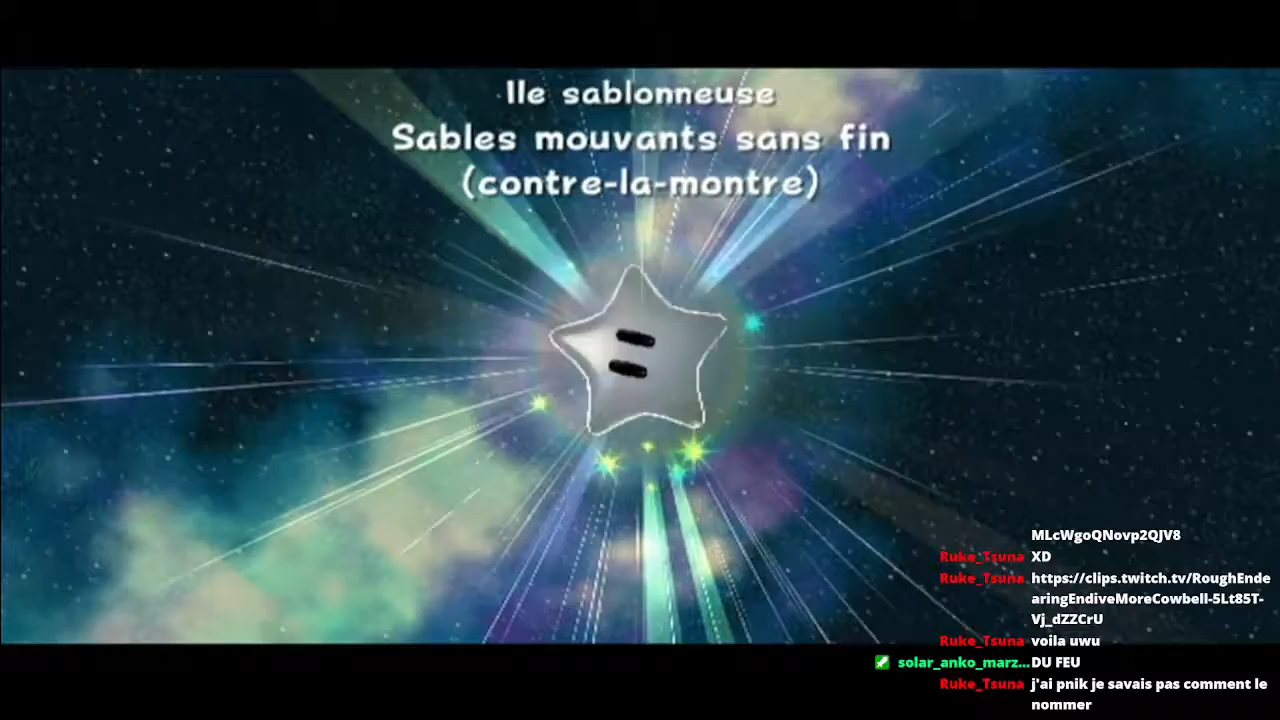 Ile sablonneuse
Sables mouvants sans fin
(contre-la-montre)
MLcWgoQNovp2QJV8
Ruke_Tsuna XD
Ruke_Tsuna https://clips.twitch.tv/RoughEnde
aringEndiveMoreCowbell-5Lt85T-
Vj_dZZCrU
Ruke_Tsuna voila uwu
solar_anko_marz... DU FEU
Ruke_Tsuna j'ai pnik je savais pas comment le
nommer